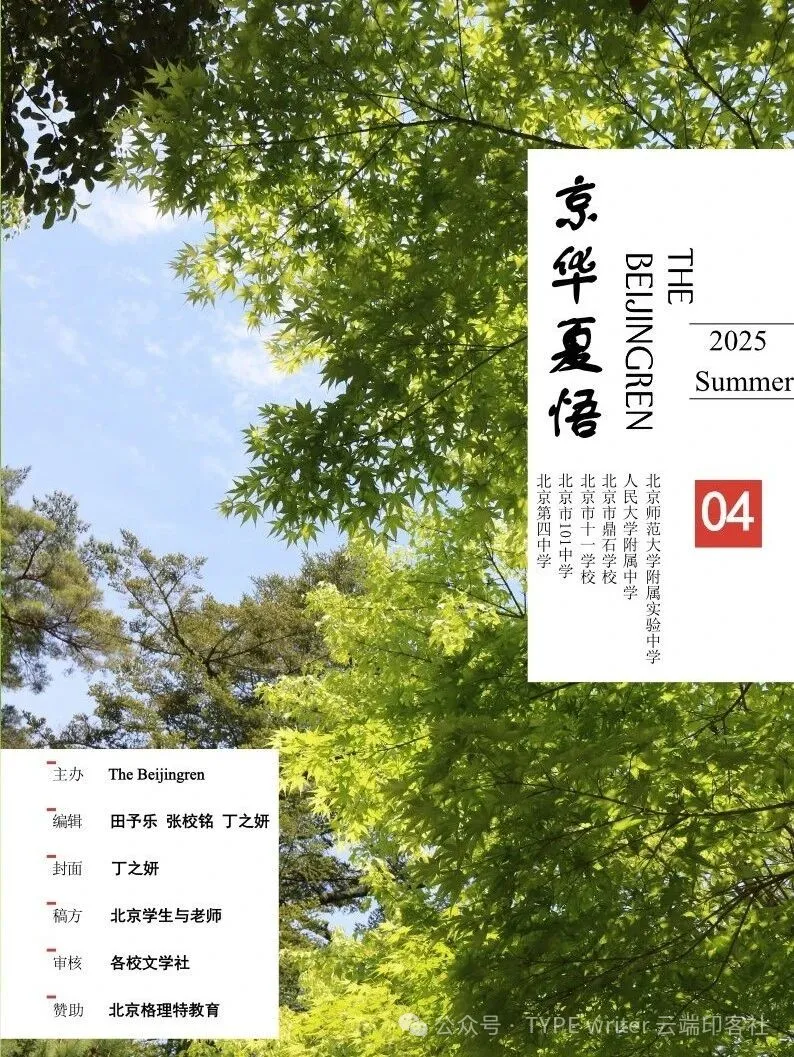 京华夏悟
THE
BEIJINGREN
2025
Summer
04
北京师范大学附属实验中学
人民大学附属中学
北京市鼎石学校
北京市十一学校
北京市101中学
北京第四中学
主办 The Beijingren
编辑 田予乐 张校铭 丁之妍
封面 丁之妍
稿方 北京学生与老师
审核 各校文学社
赞助 北京格理特教育
公众号 · TYPE writer 云端印客社